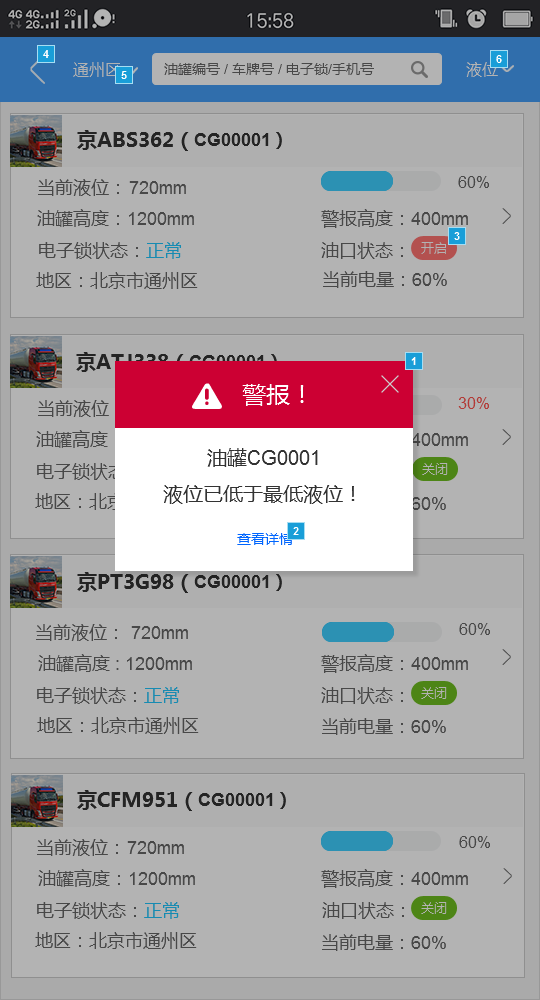 4G 4G 2G 15:58
2G
4
通州区 5 油罐编号 / 车牌号 / 电子锁/手机号 液位 6
京ABS362 ( CG00001 )
当前液位： 720mm 60%
油罐高度：1200mm 警报高度：400mm
电子锁状态：正常 油口状态：开启 3
地区：北京市通州区 当前电量：60%
京ATJ338 ( CG00001 )
1
当前液位 30%
警报！
油罐高度 400mm
油罐CG0001
电子锁状态 关闭
液位已低于最低液位！
地区：北 60%
查看详情 2
京PT3G98 ( CG00001 )
当前液位： 720mm 60%
油罐高度 : 1200mm 警报高度：400mm
电子锁状态：正常 油口状态：关闭
地区：北京市通州区 当前电量：60%
京CFM951 ( CG00001 )
当前液位：720mm 60%
油罐高度：1200mm 警报高度：400mm
电子锁状态：正常 油口状态：关闭
地区：北京市通州区 当前电量：60%